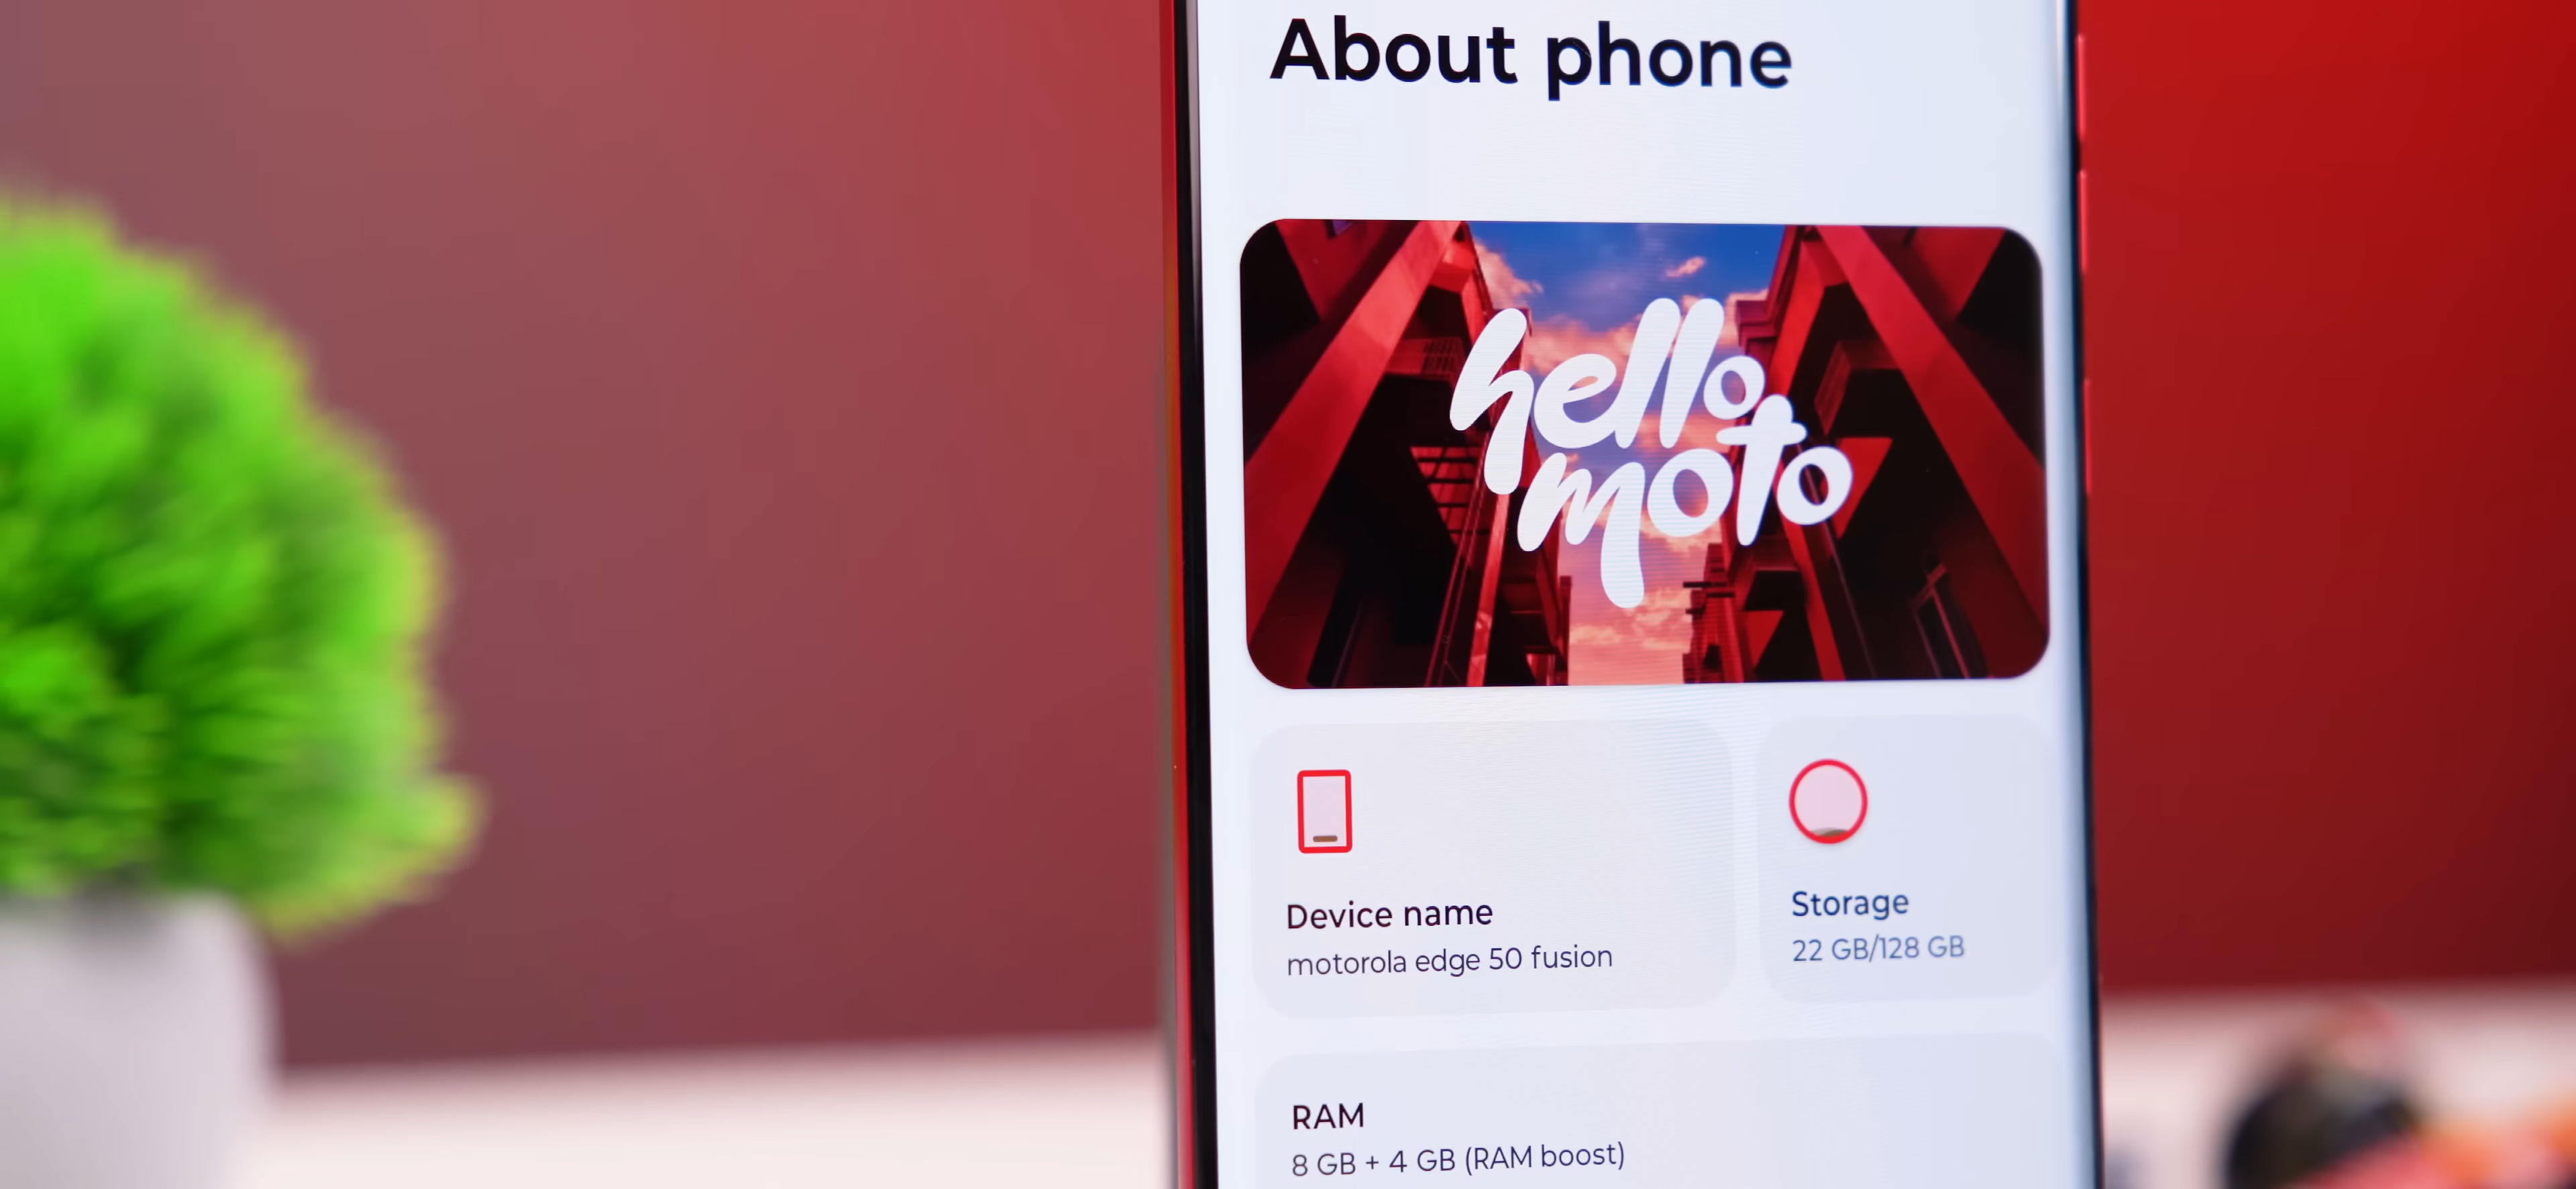 About phone
hello
moto
Device name
motorola edge 50 fusion
Storage
22 GB/128 GB
RAM
8 GB + 4 GB (RAM boost)